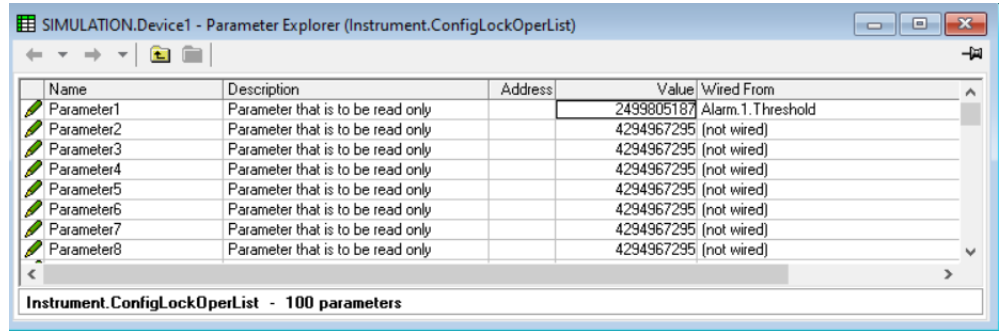 SIMULATION.Device1 - Parameter Explorer (Instrument.ConfigLockOperList)
Name Description Address Value Wired From
Parameter1 Parameter that is to be read only 2499805187 Alarm.1.Threshold
Parameter2 Parameter that is to be read only 4294967295 (not wired)
Parameter3 Parameter that is to be read only 4294967295 (not wired)
Parameter4 Parameter that is to be read only 4294967295 (not wired)
Parameter5 Parameter that is to be read only 4294967295 (not wired)
Parameter6 Parameter that is to be read only 4294967295 (not wired)
Parameter7 Parameter that is to be read only 4294967295 (not wired)
Parameter8 Parameter that is to be read only 4294967295 (not wired)
Instrument.ConfigLockOperList - 100 parameters